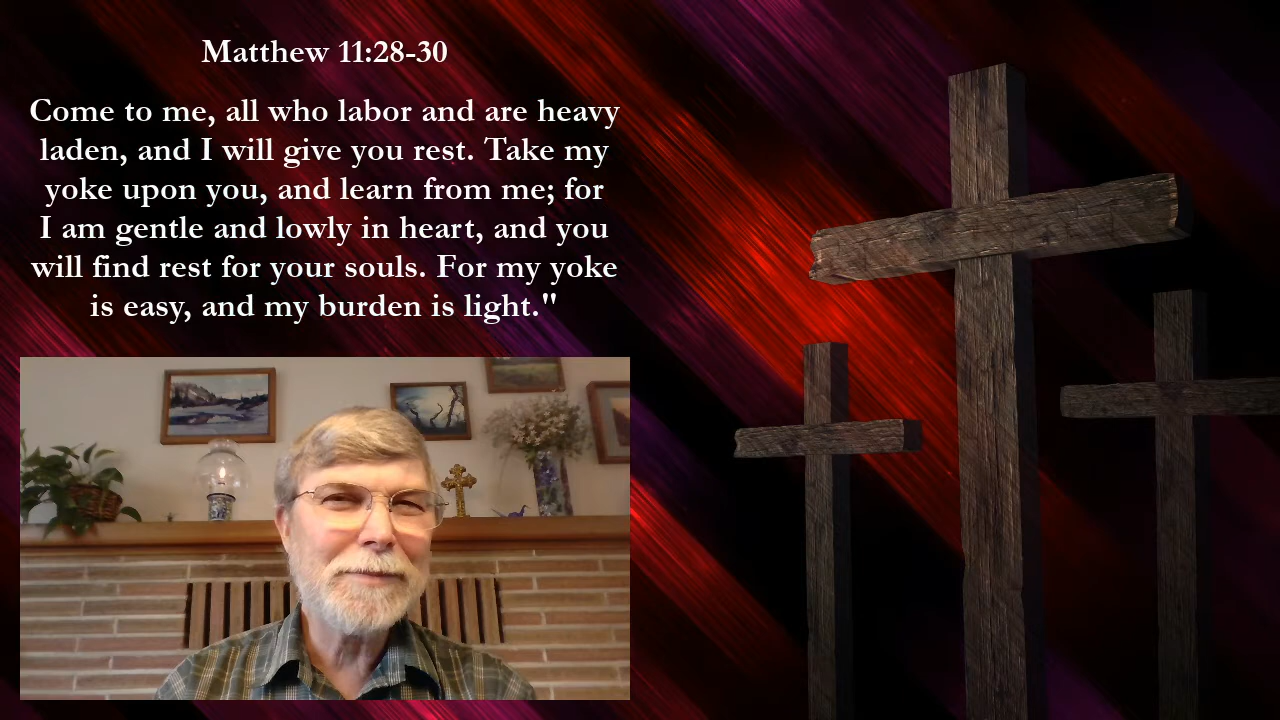 Matthew 11:28-30
Come to me, all who labor and are heavy
laden, and I will give you rest. Take my
yoke upon you, and learn from me; for
I am gentle and lowly in heart, and you
will find rest for your souls. For my yoke
is easy, and my burden is light."